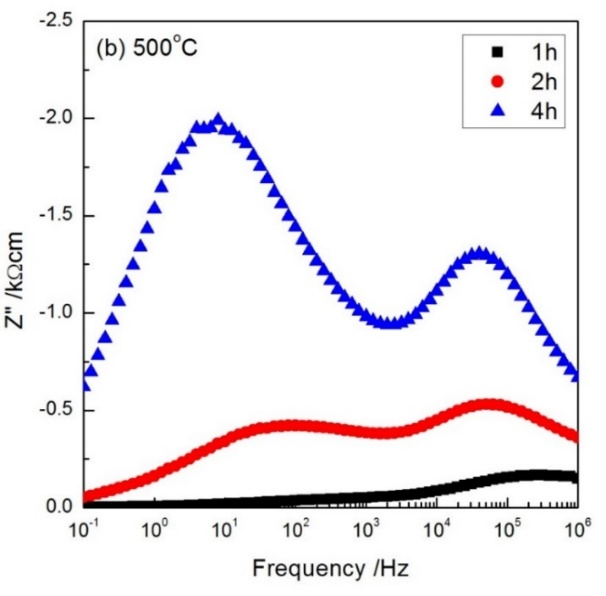 (b) 500°C
1h
2h
4h
-2.5
-2.0
-1.5
-1.0
-0.5
0.0
Z" /kΩcm
10⁻¹ 10⁰ 10¹ 10² 10³ 10⁴ 10⁵ 10⁶
Frequency /Hz